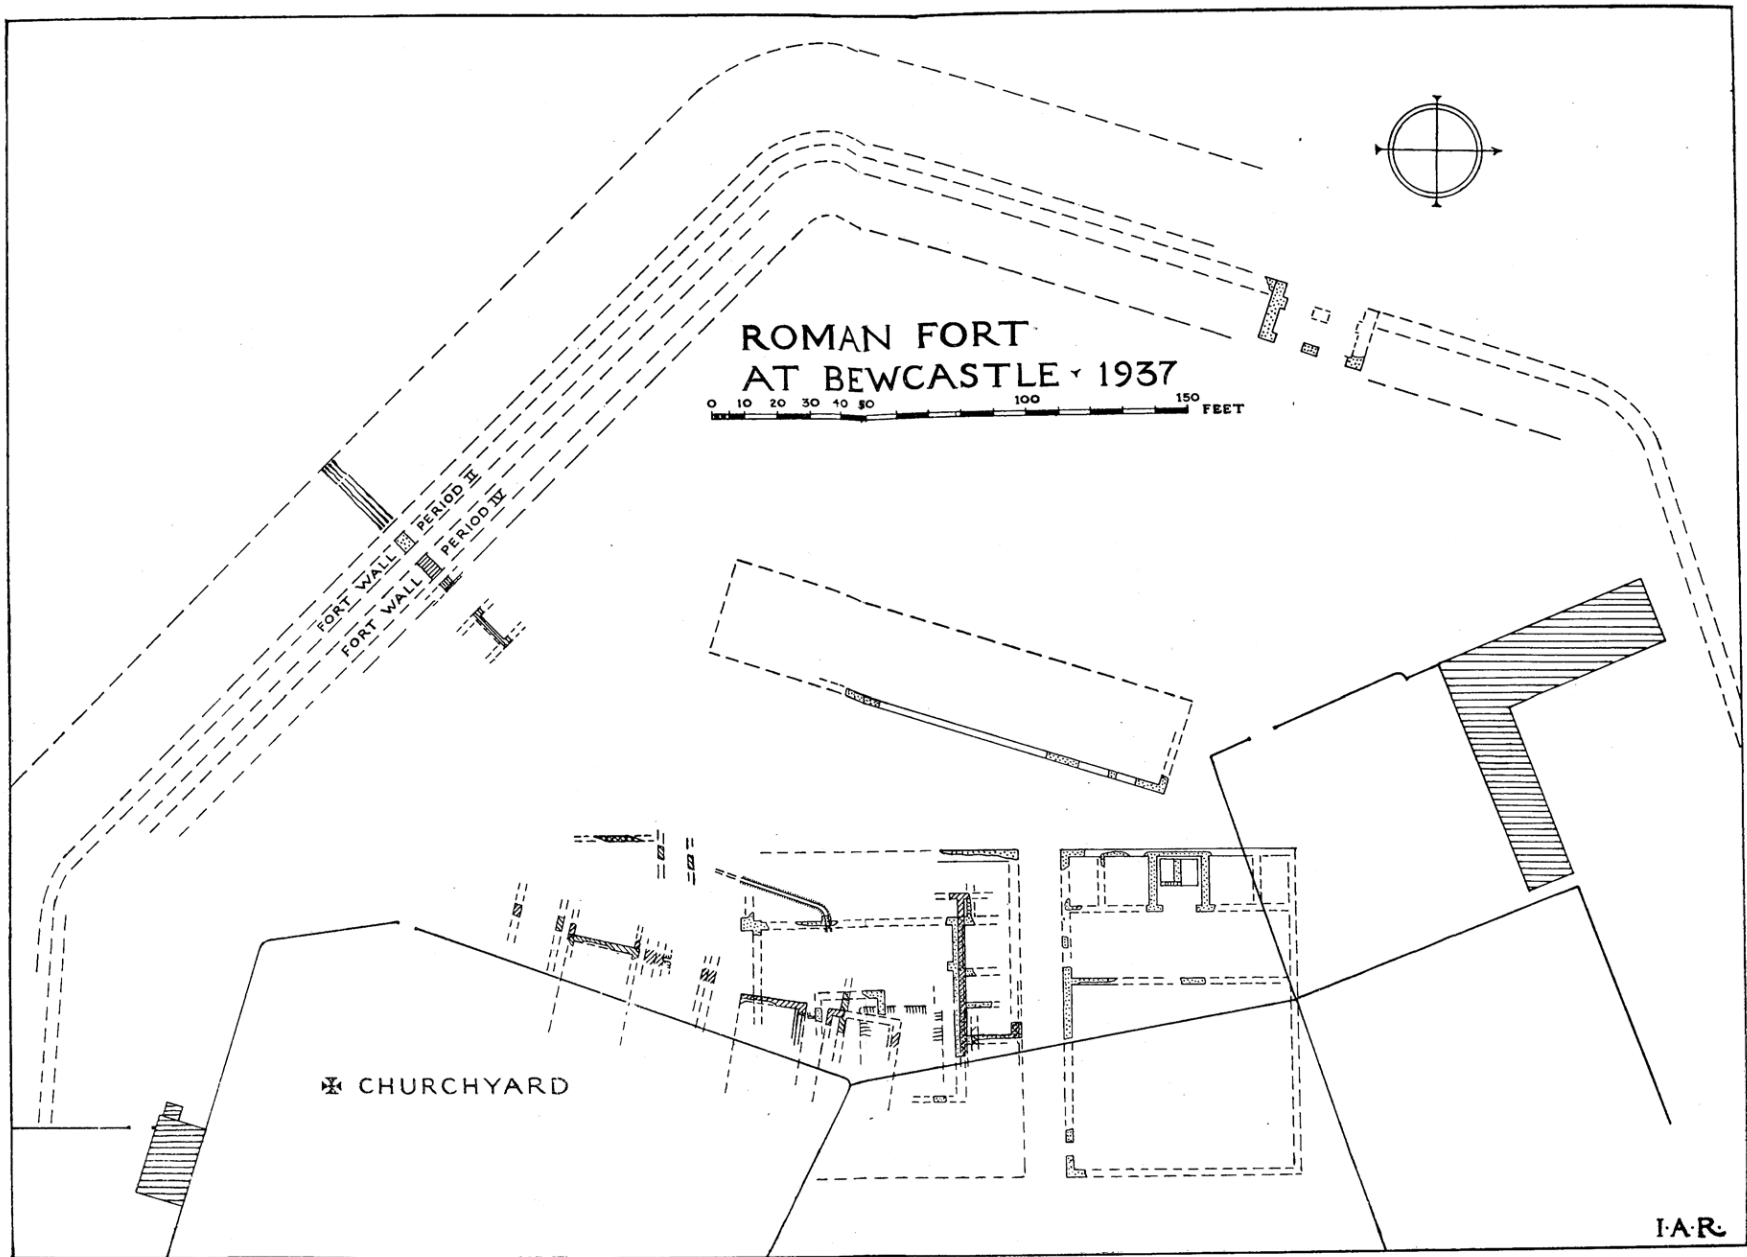 ROMAN FORT
AT BEWCASTLE · 1937
0 10 20 30 40 50 100 150 FEET
FORT WALL PERIOD II
FORT WALL PERIOD IV
CHURCHYARD
I·A·R·